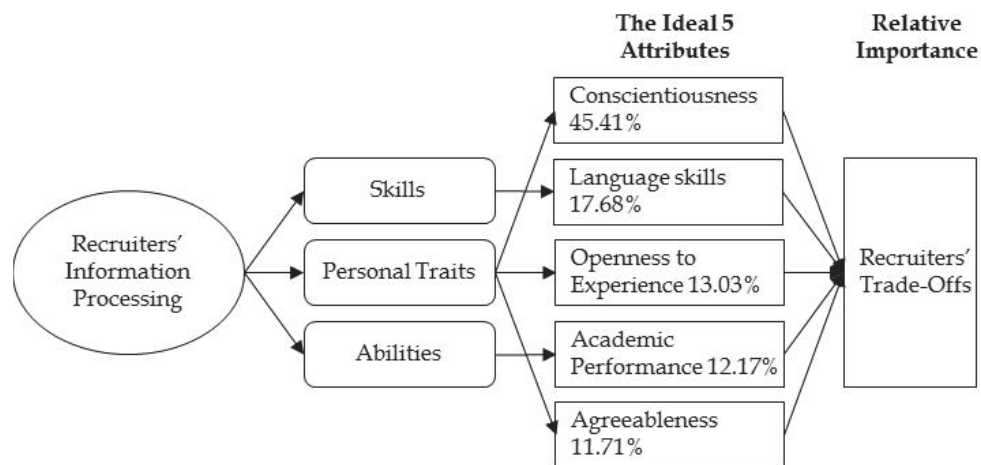 The Ideal 5
Attributes
Relative
Importance
Recruiters'
Information
Processing
Skills
Personal Traits
Abilities
Conscientiousness
45.41%
Language skills
17.68%
Openness to
Experience 13.03%
Academic
Performance 12.17%
Agreeableness
11.71%
Recruiters'
Trade-Offs